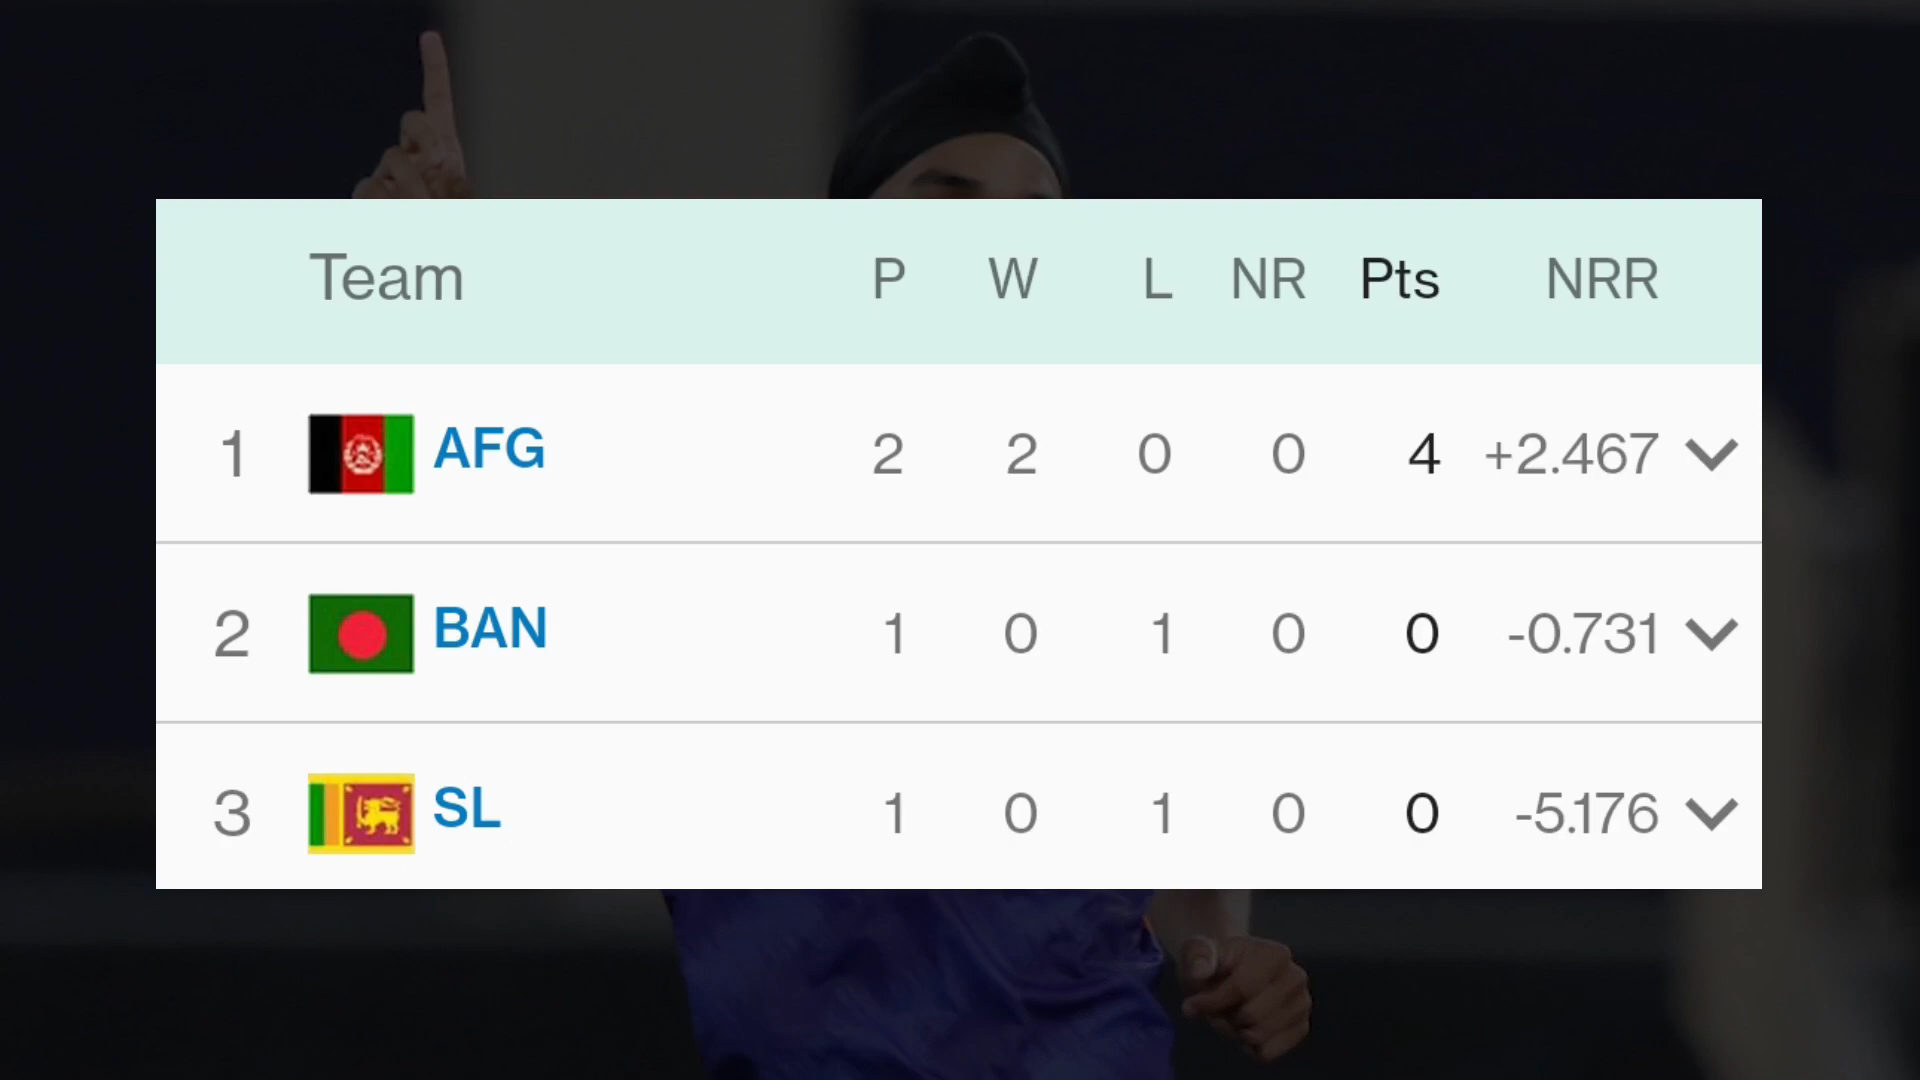 Team P W L NR Pts NRR
1 AFG 2 2 0 0 4 +2.467
2 BAN 1 0 1 0 0 -0.731
3 SL 1 0 1 0 0 -5.176